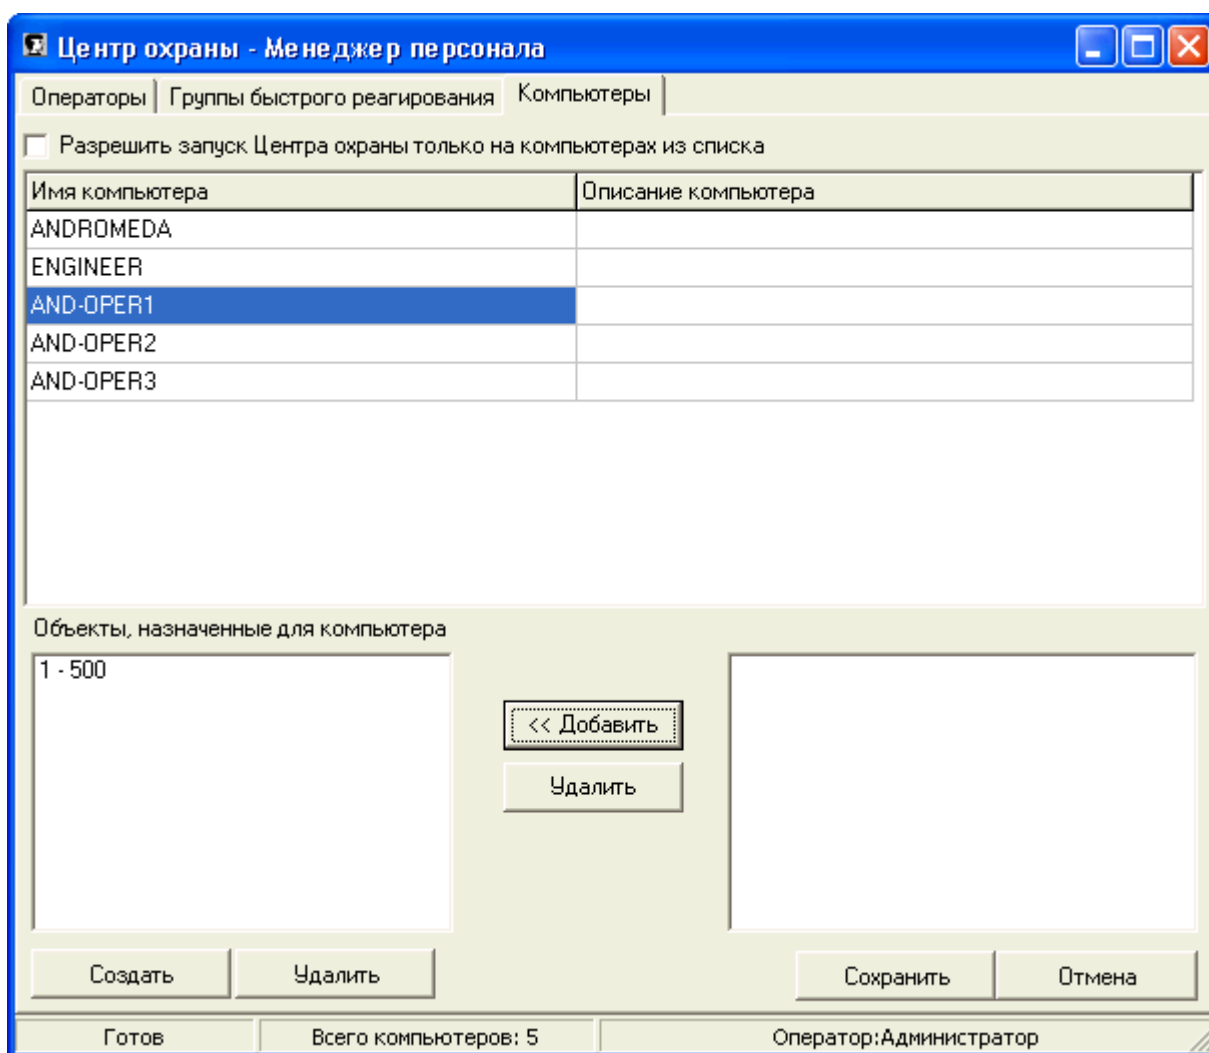 Центр охраны - Менеджер персонала
Операторы Группы быстрого реагирования Компьютеры
Разрешить запуск Центра охраны только на компьютерах из списка
Имя компьютера Описание компьютера
ANDROMEDA
ENGINEER
AND-OPER1
AND-OPER2
AND-OPER3
Объекты, назначенные для компьютера
1 - 500
<< Добавить
Удалить
Создать Удалить Сохранить Отмена
Готов Всего компьютеров: 5 Оператор:Администратор